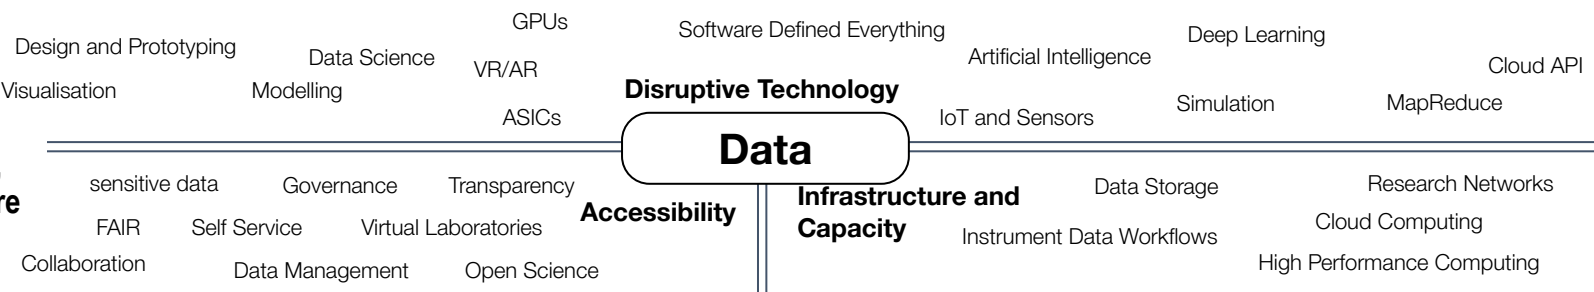 GPUs
Software Defined Everything
Deep Learning
Design and Prototyping
Data Science
Artificial Intelligence
VR/AR
Cloud API
Visualisation
Modelling
Disruptive Technology
Simulation
MapReduce
ASICs
IoT and Sensors
Data
sensitive data
Governance
Transparency
Accessibility
FAIR
Self Service
Virtual Laboratories
Collaboration
Data Management
Open Science
Infrastructure and
Capacity
Data Storage
Research Networks
Cloud Computing
Instrument Data Workflows
High Performance Computing